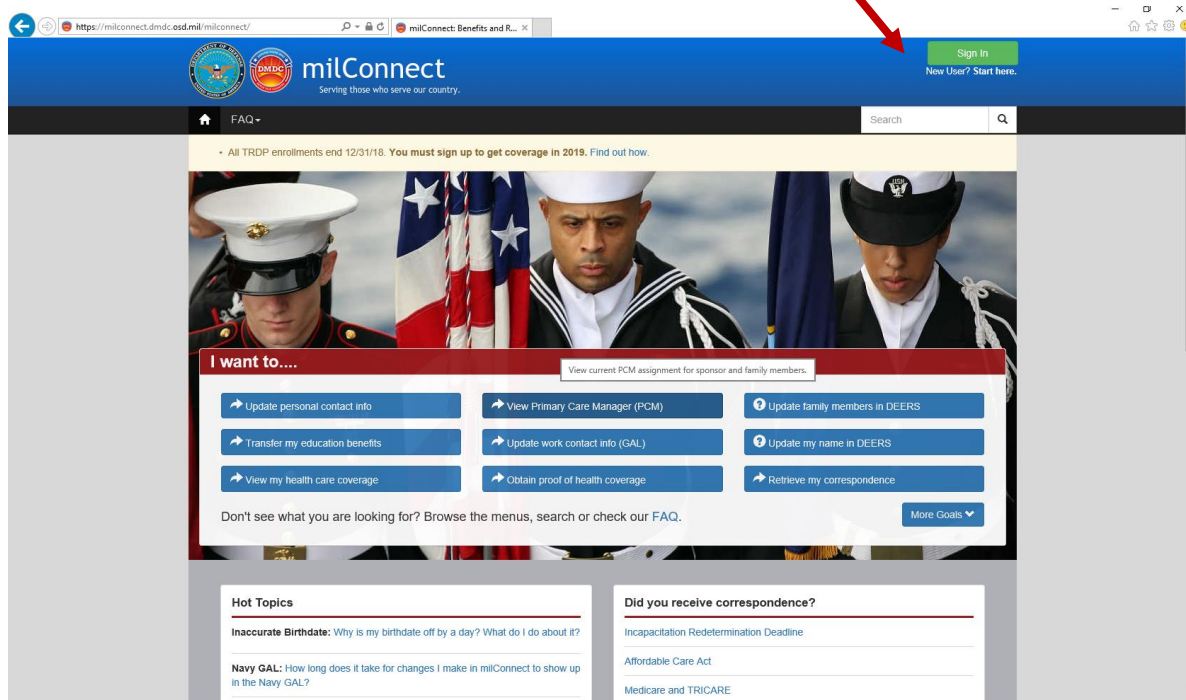 https://milconnect.dmdc.osd.mil/milconnect/
milConnect: Benefits and R...
milConnect
Serving those who serve our country.
Sign In
New User? Start here.
DMDC
FAQ
Search
• All TRDP enrollments end 12/31/18. You must sign up to get coverage in 2019. Find out how.
I want to....
View current PCM assignment for sponsor and family members.
Update personal contact info
View Primary Care Manager (PCM)
Update family members in DEERS
Transfer my education benefits
Update work contact info (GAL)
Update my name in DEERS
View my health care coverage
Obtain proof of health coverage
Retrieve my correspondence
Don't see what you are looking for? Browse the menus, search or check our FAQ.
More Goals
Hot Topics
Inaccurate Birthdate: Why is my birthdate off by a day? What do I do about it?
Navy GAL: How long does it take for changes I make in milConnect to show up
in the Navy GAL?
Did you receive correspondence?
Incapacitation Redetermination Deadline
Affordable Care Act
Medicare and TRICARE